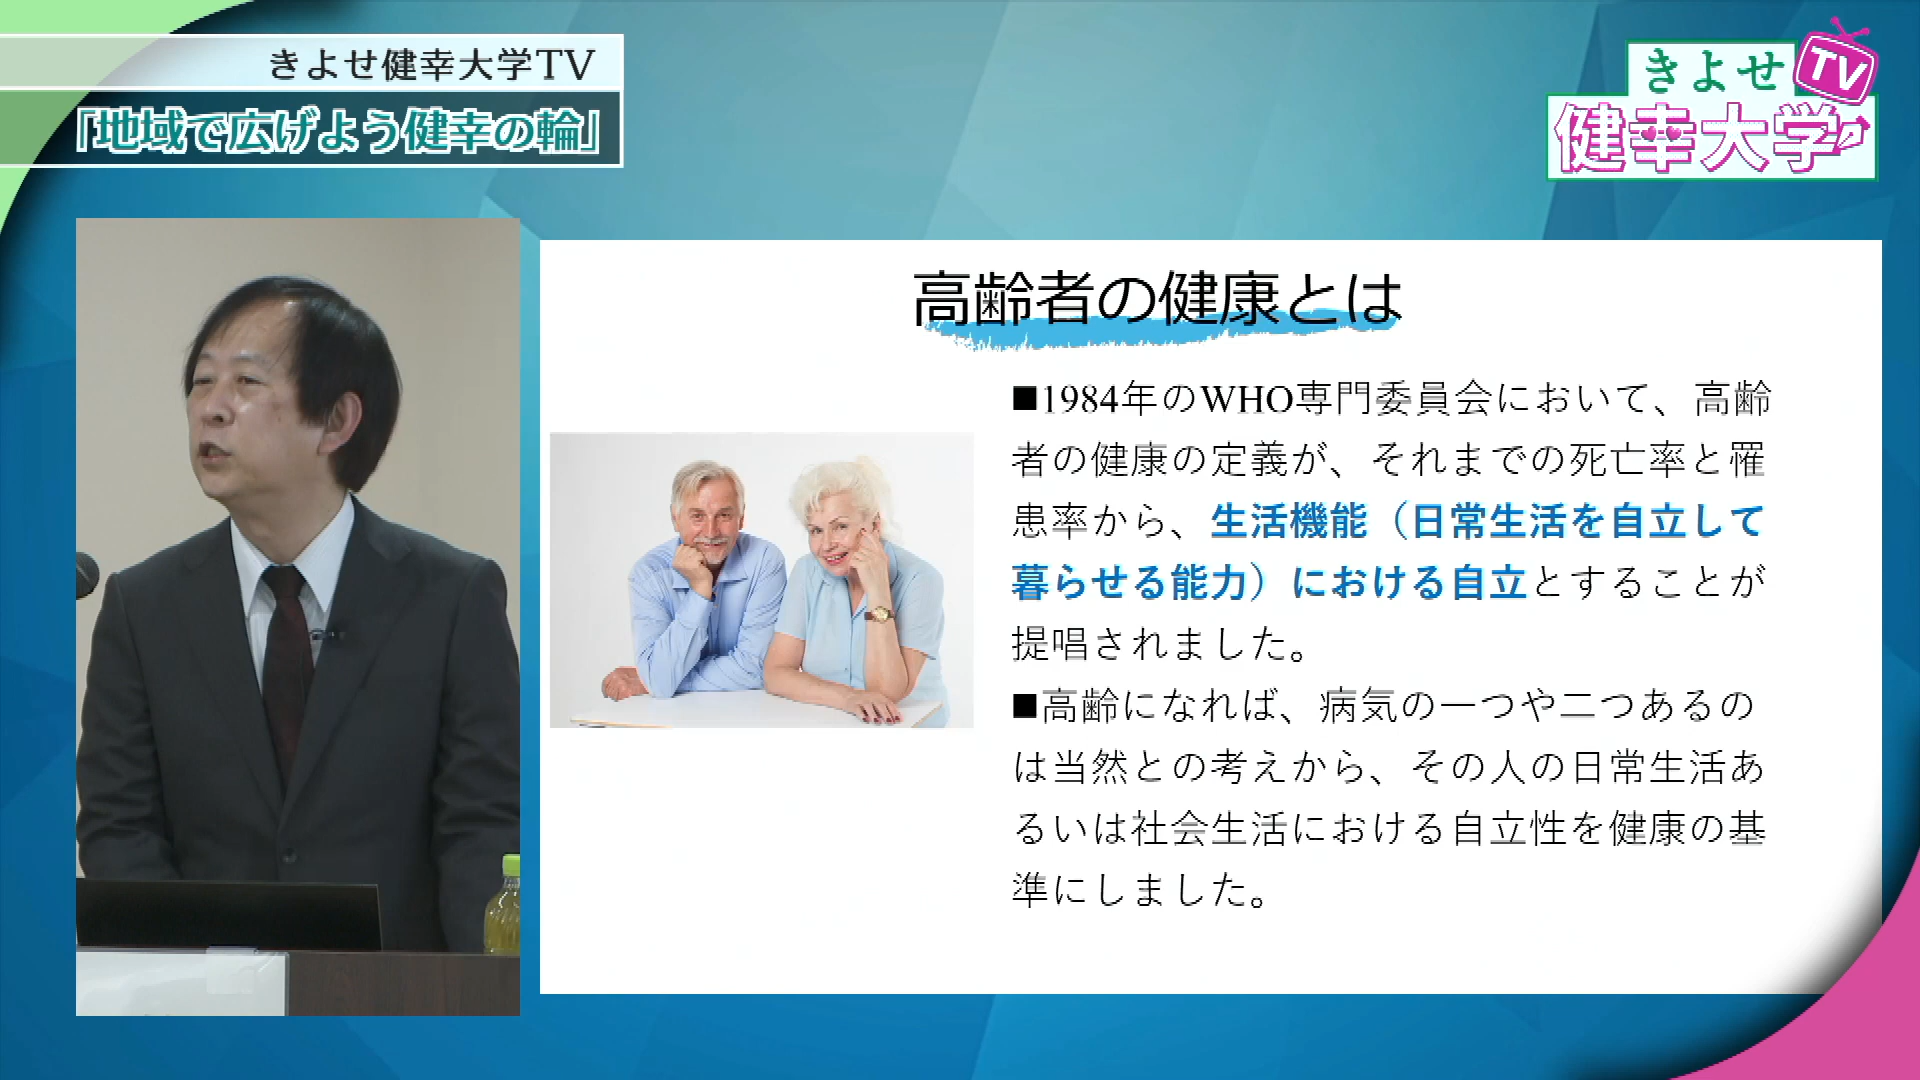 きよせ健幸大学TV
「地域で広げよう健幸の輪」
きよせ
TV
健幸大学
高齢者の健康とは
■1984年のWHO専門委員会において、高齢
者の健康の定義が、それまでの死亡率と罹
患率から、生活機能（日常生活を自立して
暮らせる能力）における自立とすることが
提唱されました。
■高齢になれば、病気の一つや二つあるの
は当然との考えから、その人の日常生活あ
るいは社会生活における自立性を健康の基
準にしました。